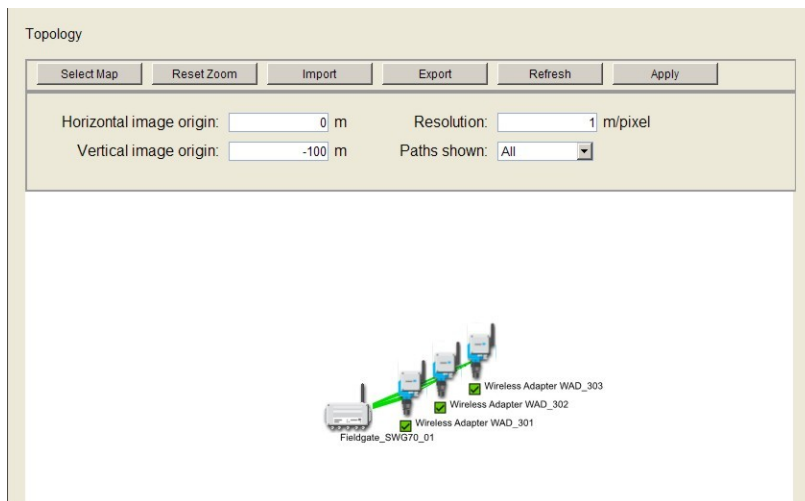 Topology
Select Map Reset Zoom Import Export Refresh Apply
Horizontal image origin: 0 m Resolution: 1 m/pixel
Vertical image origin: -100 m Paths shown: All
Wireless Adapter WAD_303
Wireless Adapter WAD_302
Wireless Adapter WAD_301
Fieldgate_SWG70_01